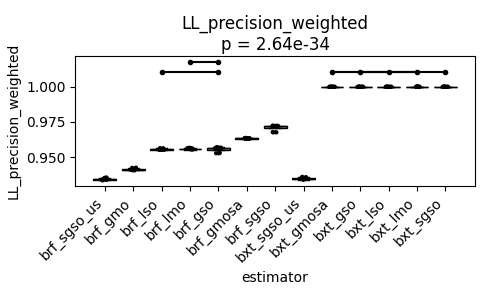 LL_precision_weighted
p = 2.64e-34
LL_precision_weighted
1.000
0.975
0.950
brf_sgso_us
brf_gmo
brf_lso
brf_lmo
brf_gso
brf_gmosa
brf_sgso
bxt_sgso_us
bxt_gmosa
bxt_gso
bxt_lso
bxt_lmo
bxt_sgso
estimator